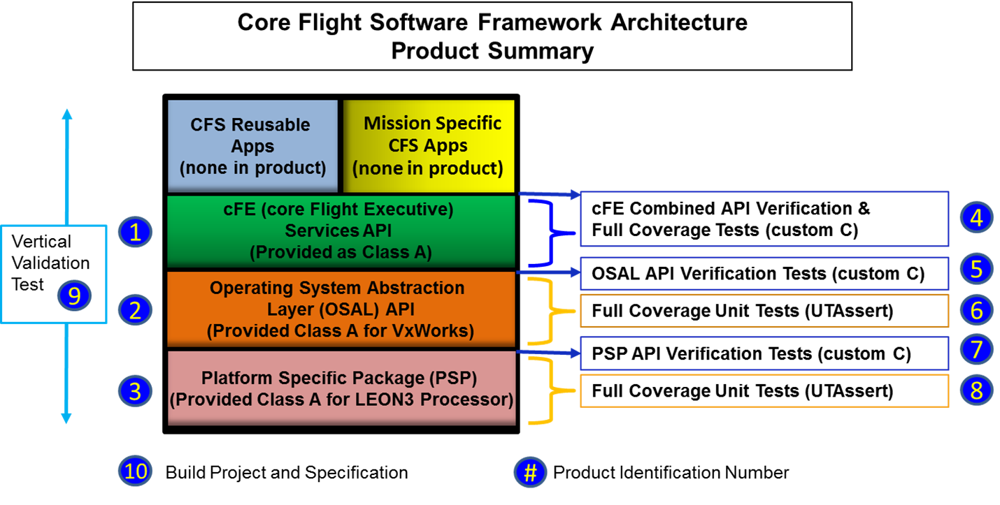 Core Flight Software Framework Architecture
Product Summary
CFS Reusable
Apps
(none in product)
Mission Specific
CFS Apps
(none in product)
cFE (core Flight Executive)
Services API
(Provided as Class A)
1
cFE Combined API Verification &
Full Coverage Tests (custom C)
4
Vertical
Validation
Test
9
Operating System Abstraction
Layer (OSAL) API
(Provided Class A for VxWorks)
2
OSAL API Verification Tests (custom C)
5
Full Coverage Unit Tests (UTAssert)
6
Platform Specific Package (PSP)
(Provided Class A for LEON3 Processor)
3
PSP API Verification Tests (custom C)
7
Full Coverage Unit Tests (UTAssert)
8
10 Build Project and Specification
# Product Identification Number